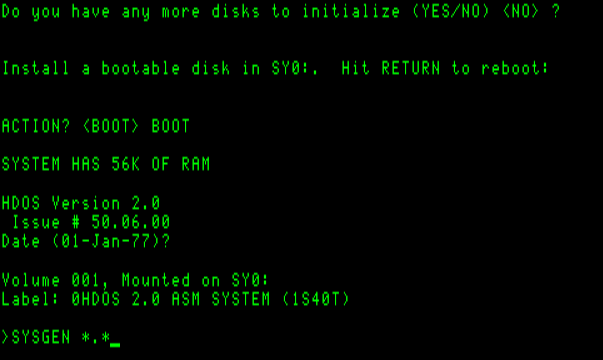 Do you have any more disks to initialize (YES/NO) <NO> ?
Install a bootable disk in SY0:.  Hit RETURN to reboot:
ACTION? <BOOT> BOOT
SYSTEM HAS 56K OF RAM
HDOS Version 2.0
 Issue # 50.06.00
Date (01-Jan-77)?
Volume 001, Mounted on SY0:
Label: 0HDOS 2.0 ASM SYSTEM (1S40T)
>SYSGEN *.*_